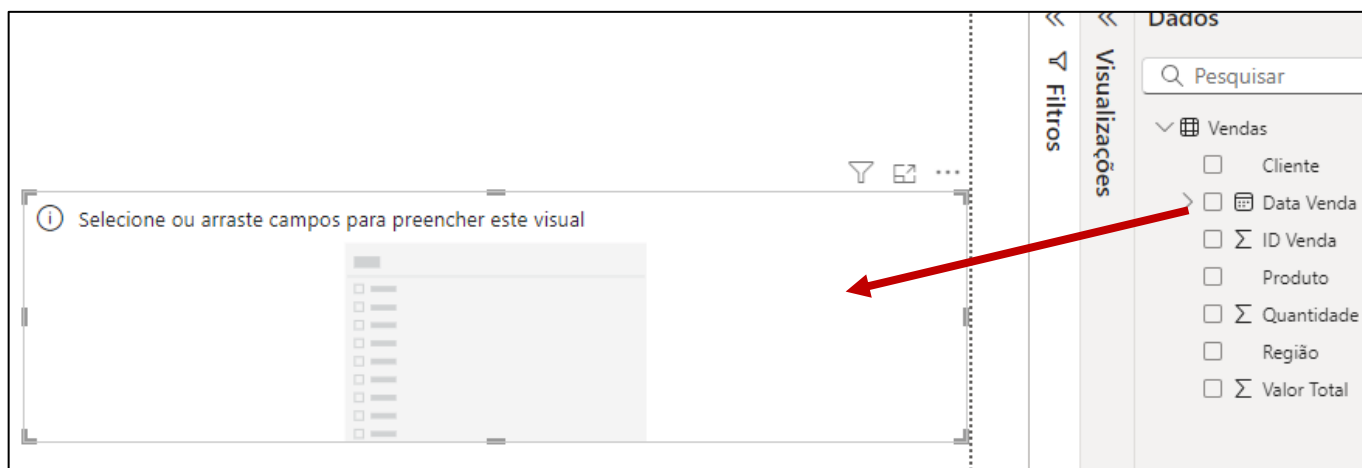 Dados
Filtros
Visualizações
Pesquisar
Vendas
Cliente
Data Venda
Σ ID Venda
Produto
Σ Quantidade
Região
Σ Valor Total
Selecione ou arraste campos para preencher este visual